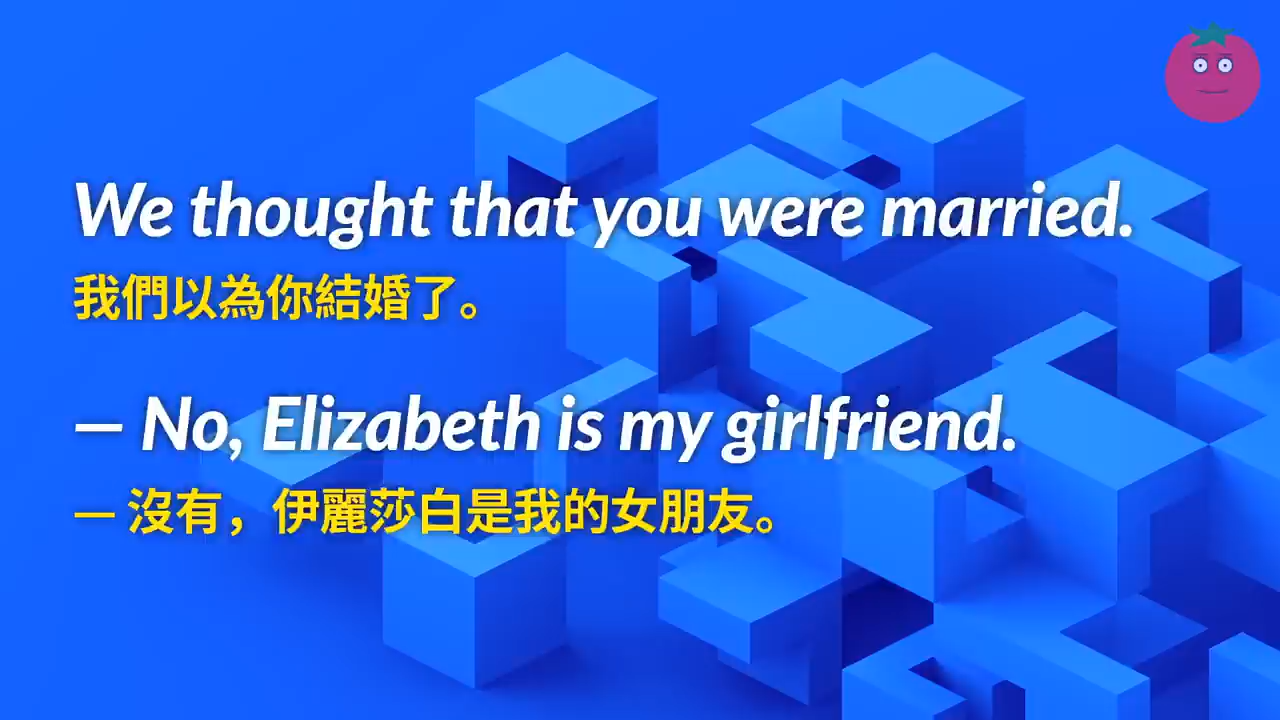 We thought that you were married.
我們以為你結婚了。
— No, Elizabeth is my girlfriend.
— 沒有，伊麗莎白是我的女朋友。